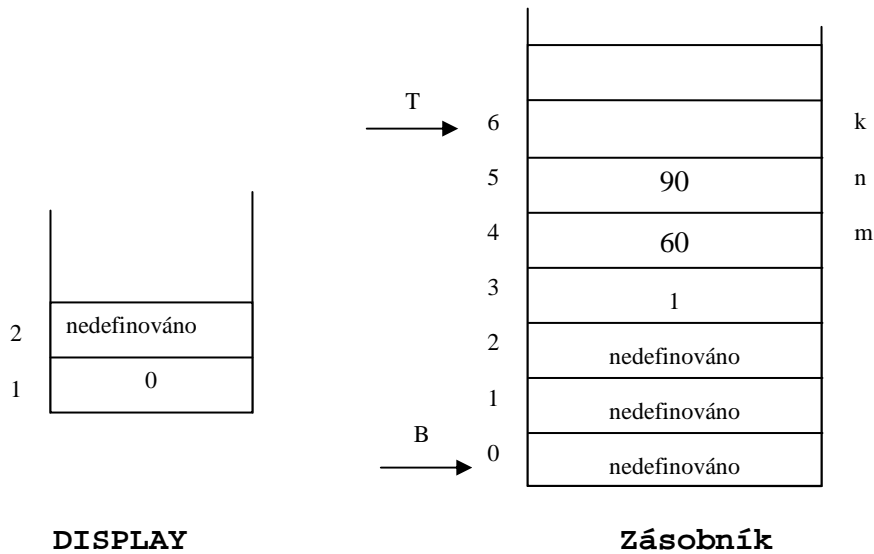 T
6
k
5
90
n
4
60
m
3
1
2
nedefinováno
2
nedefinováno
1
0
1
nedefinováno
B
0
nedefinováno
DISPLAY
Zásobník